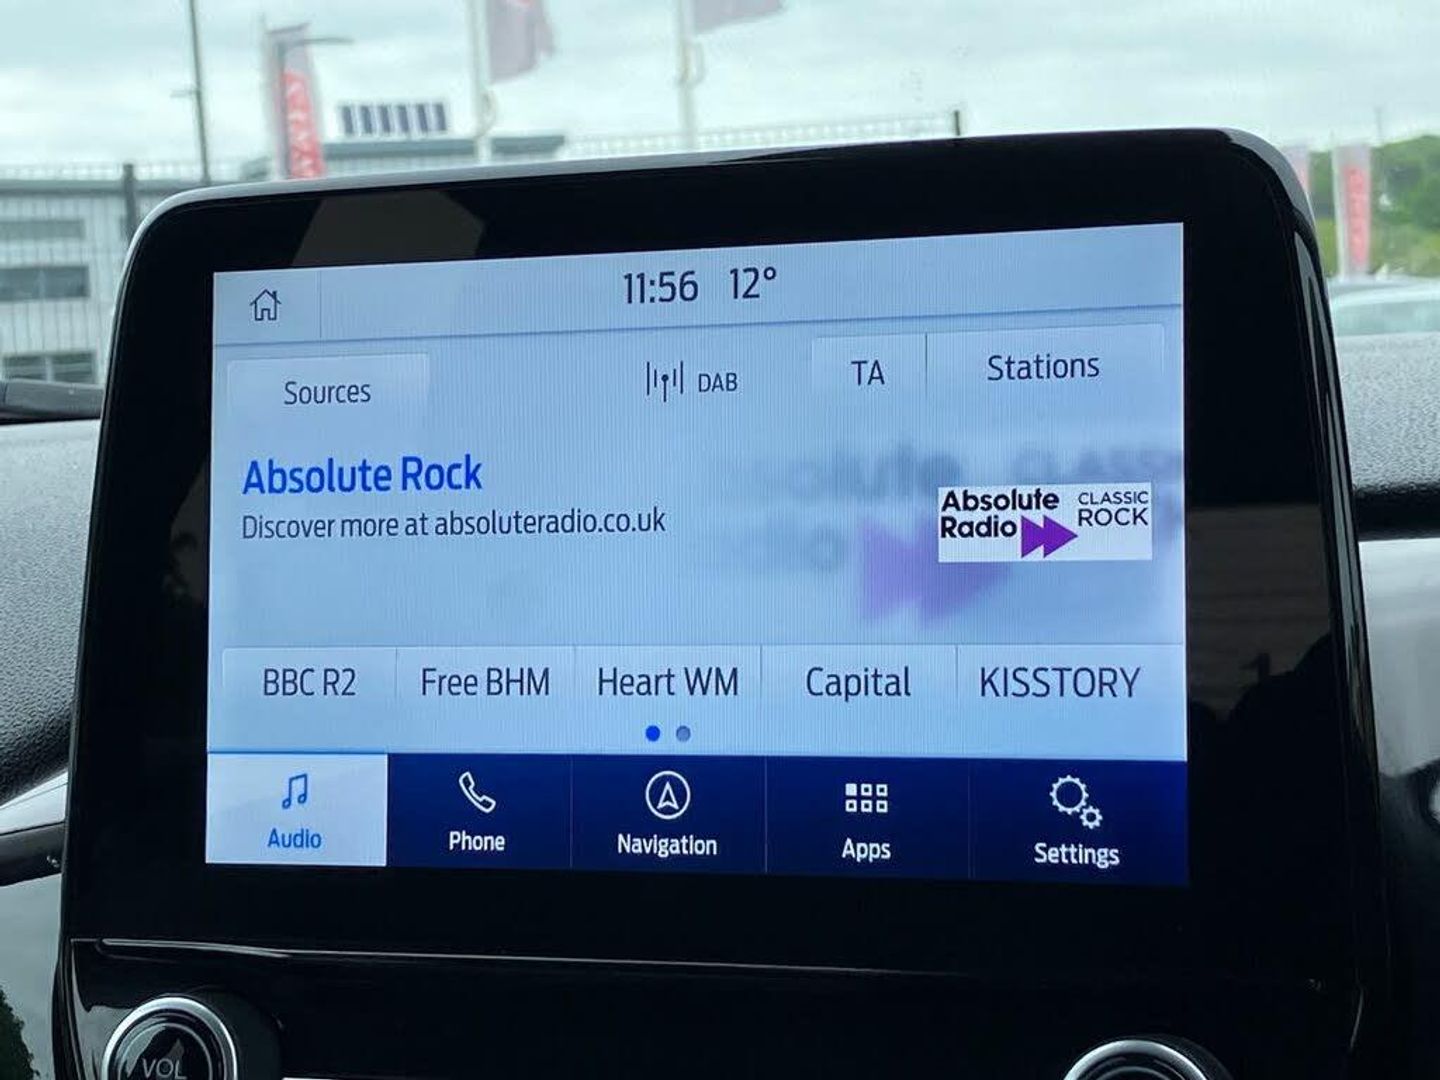 11:56 12°
Sources DAB TA Stations
Absolute Rock
Discover more at absoluteradio.co.uk
Absolute Radio
CLASSIC ROCK
BBC R2 Free BHM Heart WM Capital KISSTORY
Audio Phone Navigation Apps Settings
VOL